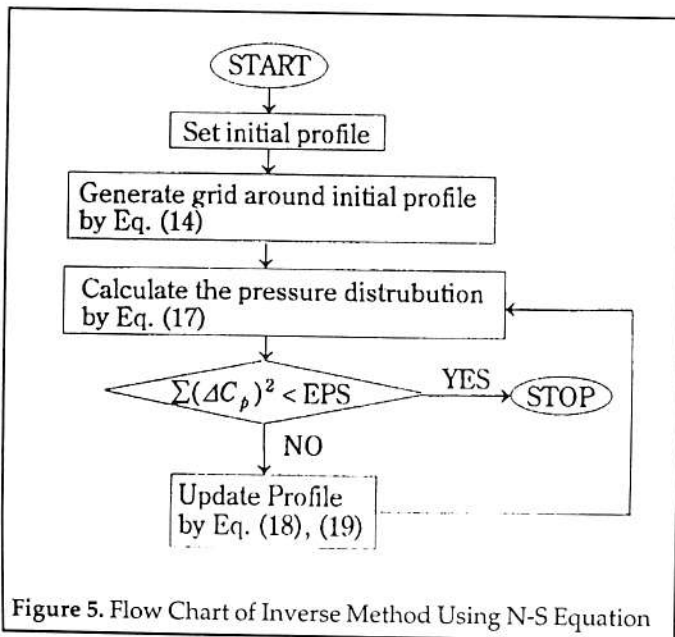 START
Set initial profile
Generate grid around initial profile
by Eq. (14)
Calculate the pressure distrubution
by Eq. (17)
∑(ΔC_p)² < EPS
YES
STOP
NO
Update Profile
by Eq. (18), (19)
Figure 5. Flow Chart of Inverse Method Using N-S Equation